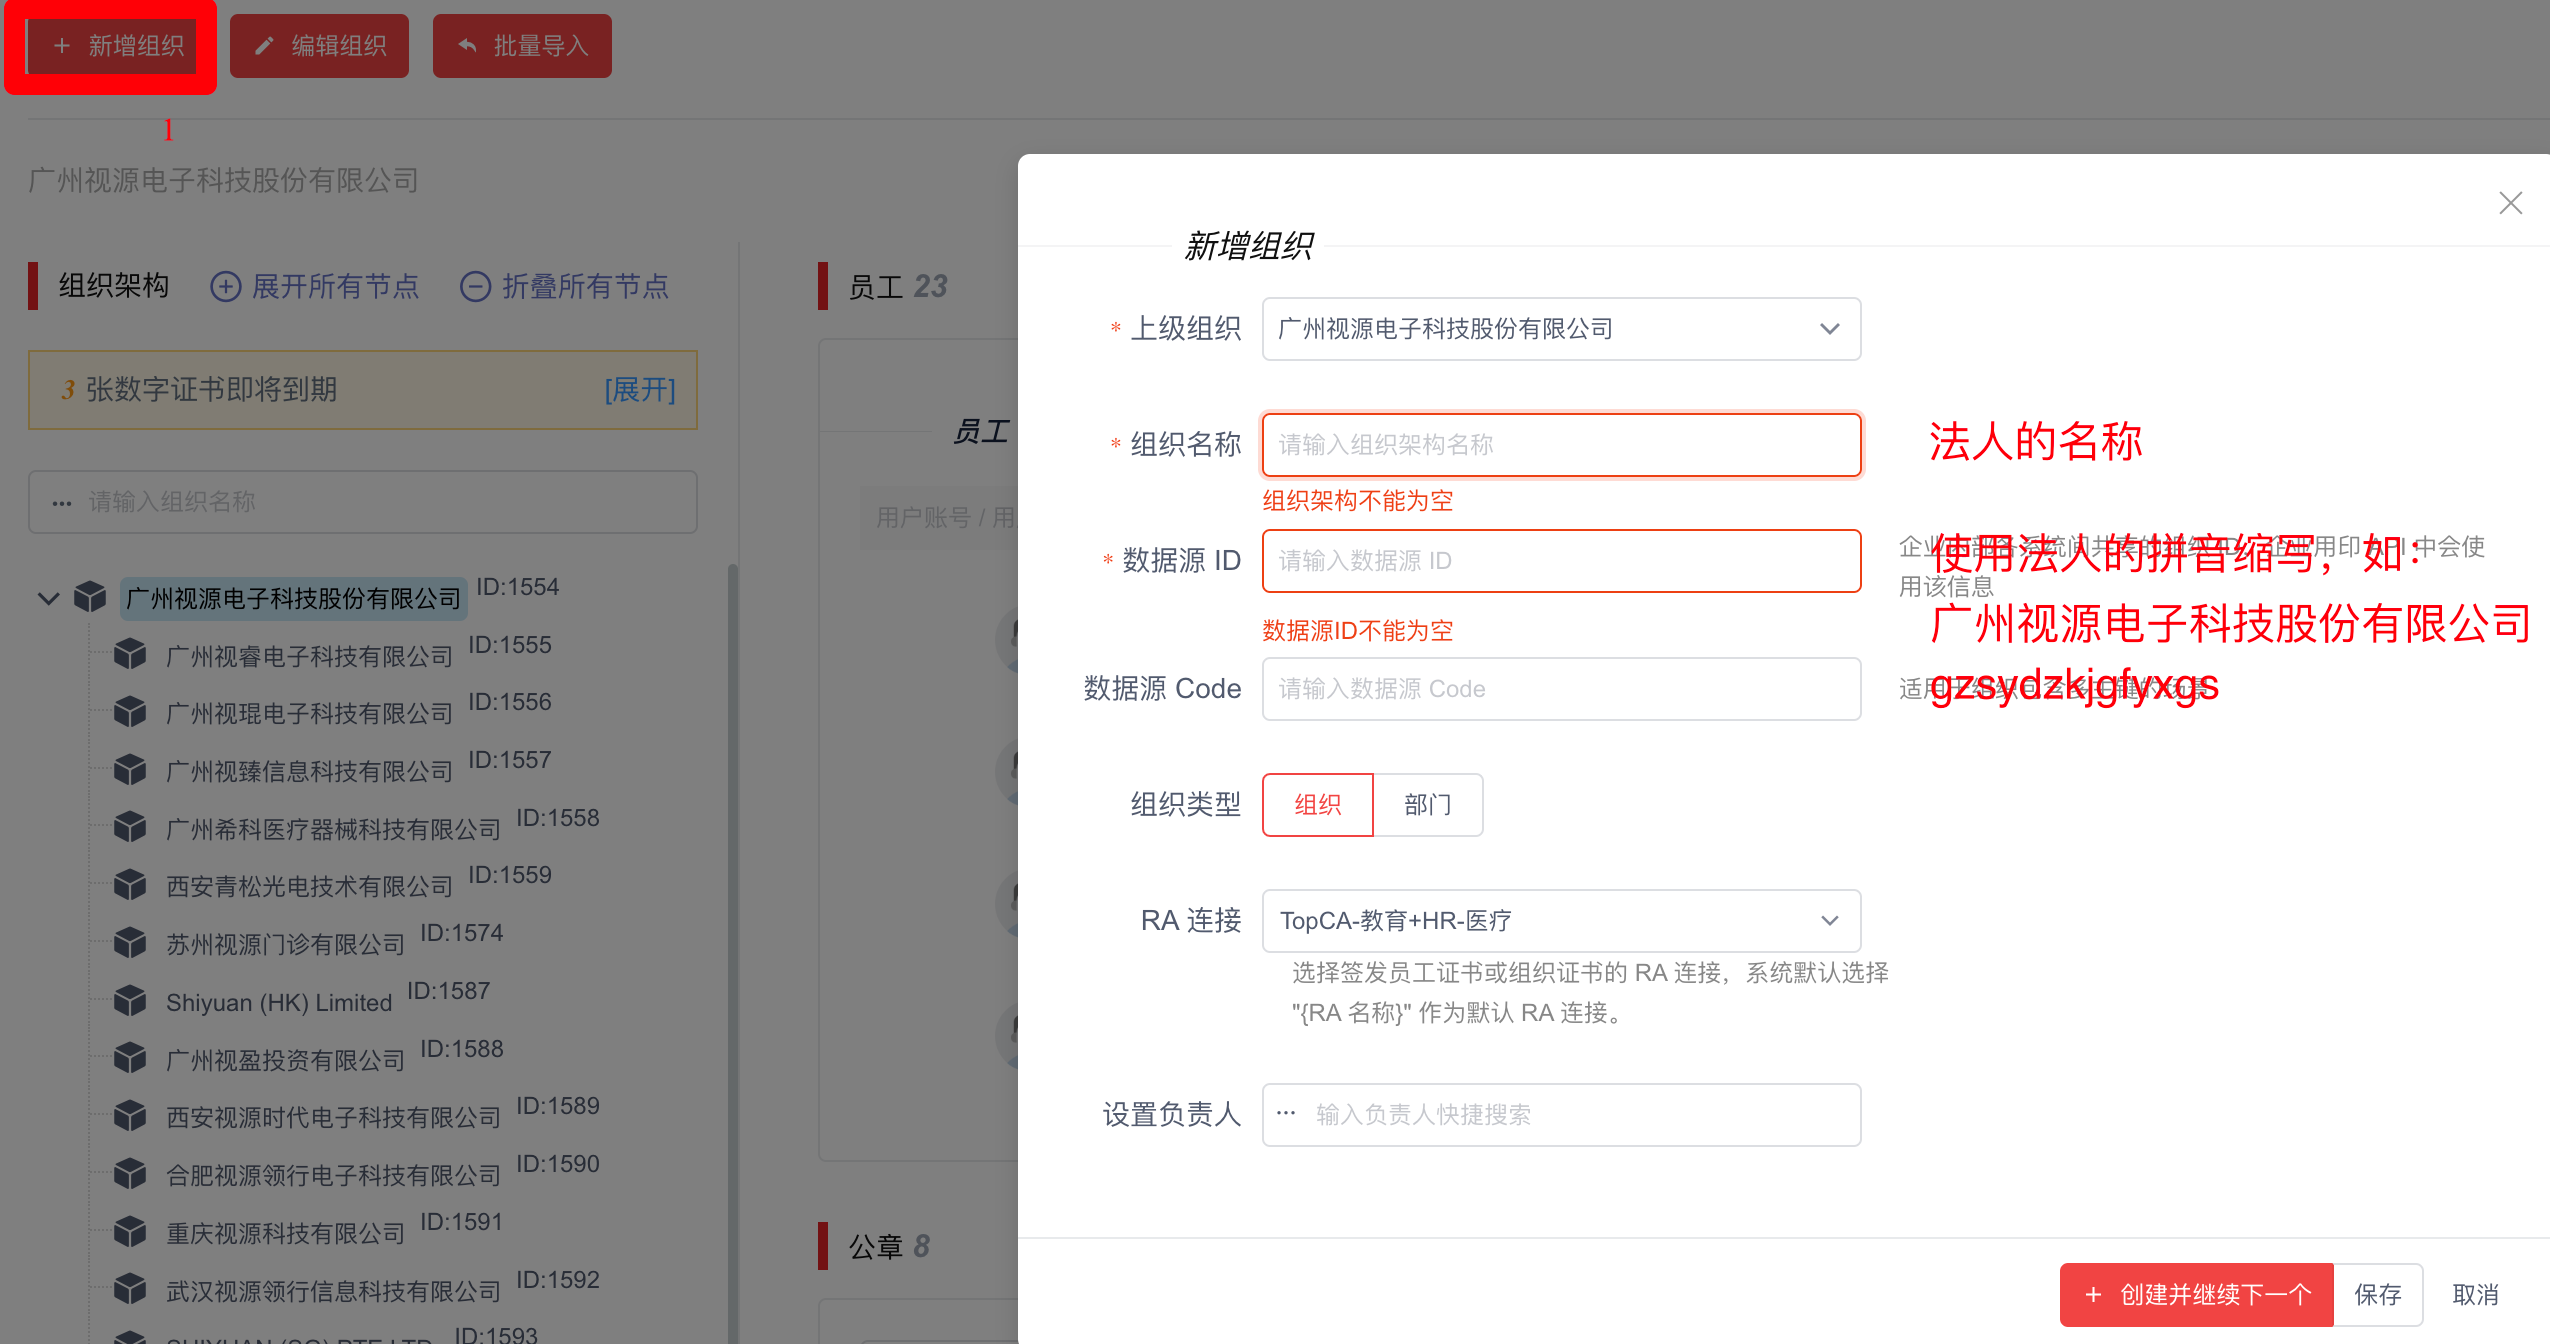 新增组织
编辑组织
批量导入
1
广州视源电子科技股份有限公司
组织架构
展开所有节点
折叠所有节点
3 张数字证书即将到期
[展开]
请输入组织名称
广州视源电子科技股份有限公司 ID:1554
广州视睿电子科技有限公司 ID:1555
广州视琨电子科技有限公司 ID:1556
广州视臻信息科技有限公司 ID:1557
广州希科医疗器械科技有限公司 ID:1558
西安青松光电技术有限公司 ID:1559
苏州视源门诊有限公司 ID:1574
Shiyuan (HK) Limited ID:1587
广州视盈投资有限公司 ID:1588
西安视源时代电子科技有限公司 ID:1589
合肥视源领行电子科技有限公司 ID:1590
重庆视源科技有限公司 ID:1591
武汉视源领行信息科技有限公司 ID:1592
SHIYUAN (SG) PTE LTD ID:1593
员工 23
员工
用户账号 / 用
公章 8
新增组织
* 上级组织
广州视源电子科技股份有限公司
* 组织名称
请输入组织架构名称
法人的名称
组织架构不能为空
* 数据源 ID
请输入数据源 ID
企业内部各系统间共享的组织 ID，企业用印 API 中会使
用该信息
使用法人的拼音缩写，如：
广州视源电子科技股份有限公司
gzsydzkjgfyxgs
数据源ID不能为空
数据源 Code
请输入数据源 Code
组织类型
组织
部门
RA 连接
TopCA-教育+HR-医疗
选择签发员工证书或组织证书的 RA 连接，系统默认选择
"{RA 名称}" 作为默认 RA 连接。
设置负责人
输入负责人快捷搜索
创建并继续下一个
保存
取消